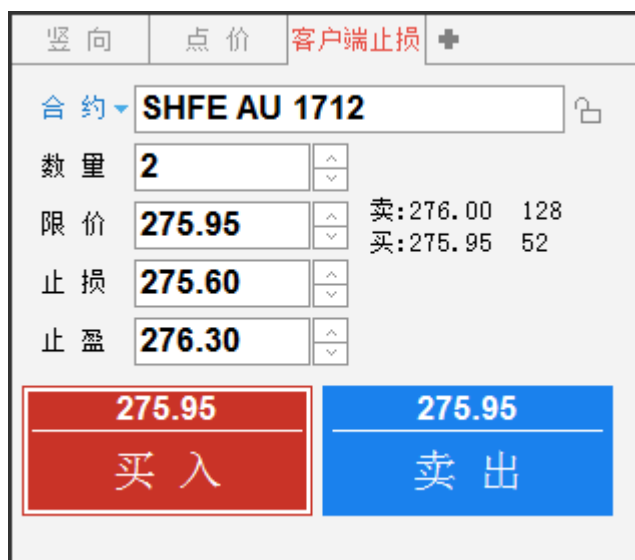 竖 向 点 价 客户端止损
合 约 SHFE AU 1712
数 量 2
限 价 275.95 卖:276.00 128
买:275.95 52
止 损 275.60
止 盈 276.30
275.95 275.95
买 入 卖 出